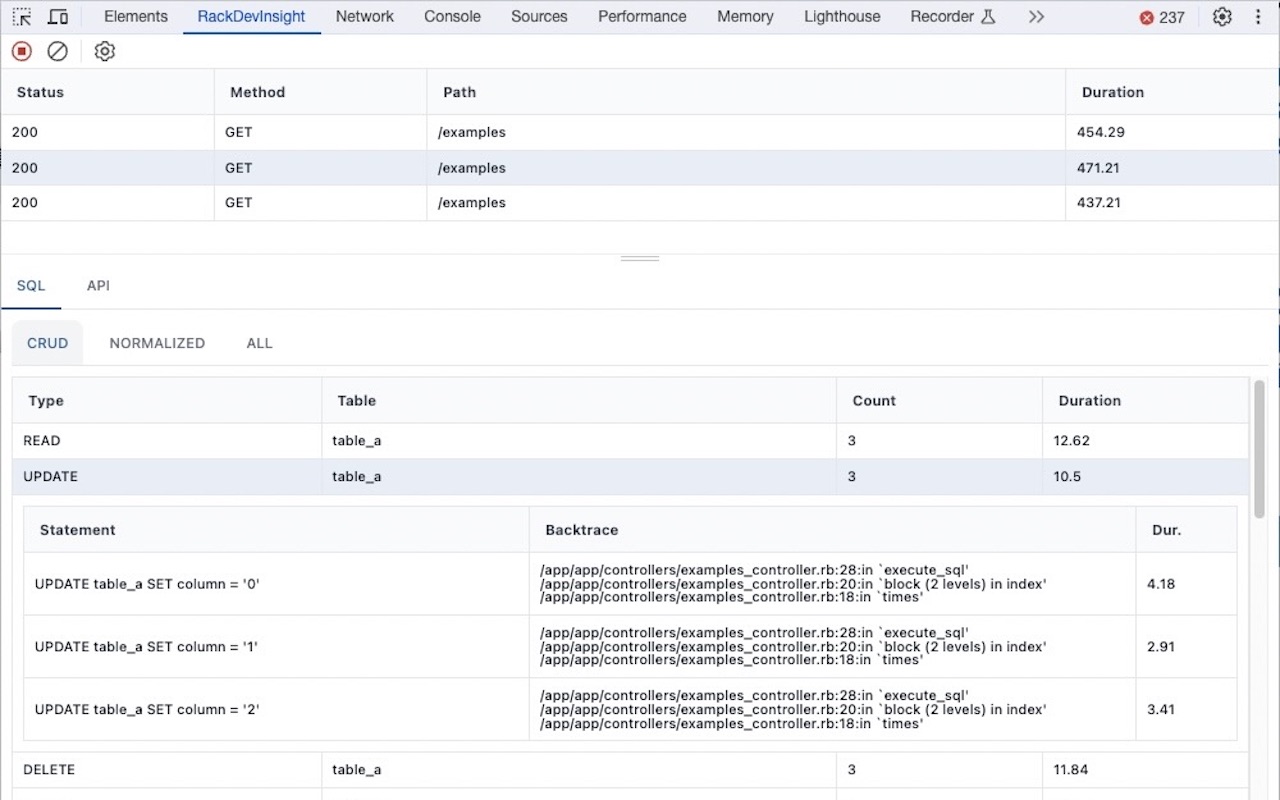 Elements RackDevInsight Network Console Sources Performance Memory Lighthouse Recorder 237
Status Method Path Duration
200 GET /examples 454.29
200 GET /examples 471.21
200 GET /examples 437.21
SQL API
CRUD NORMALIZED ALL
Type Table Count Duration
READ table_a 3 12.62
UPDATE table_a 3 10.5
Statement Backtrace Dur.
UPDATE table_a SET column = '0' /app/app/controllers/examples_controller.rb:28:in `execute_sql' 4.18
/app/app/controllers/examples_controller.rb:20:in `block (2 levels) in index'
/app/app/controllers/examples_controller.rb:18:in `times'
UPDATE table_a SET column = '1' /app/app/controllers/examples_controller.rb:28:in `execute_sql' 2.91
/app/app/controllers/examples_controller.rb:20:in `block (2 levels) in index'
/app/app/controllers/examples_controller.rb:18:in `times'
UPDATE table_a SET column = '2' /app/app/controllers/examples_controller.rb:28:in `execute_sql' 3.41
/app/app/controllers/examples_controller.rb:20:in `block (2 levels) in index'
/app/app/controllers/examples_controller.rb:18:in `times'
DELETE table_a 3 11.84